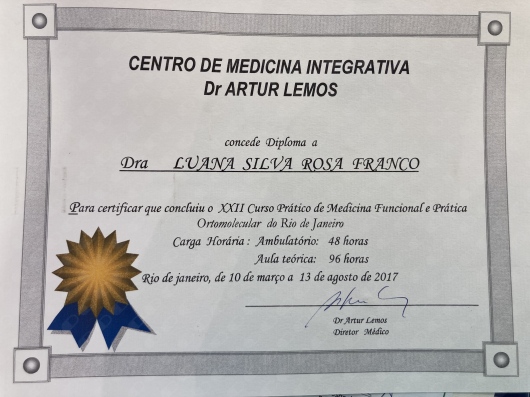 CENTRO DE MEDICINA INTEGRATIVA
Dr ARTUR LEMOS
concede Diploma a
Dra LUANA SILVA ROSA FRANCO
Para certificar que concluiu o XXII Curso Prático de Medicina Funcional e Prática
Ortomolecular do Rio de Janeiro
Carga Horária : Ambulatório: 48 horas
Aula teórica: 96 horas
Rio de janeiro, de 10 de março a 13 de agosto de 2017
Dr Artur Lemos
Diretor Médico